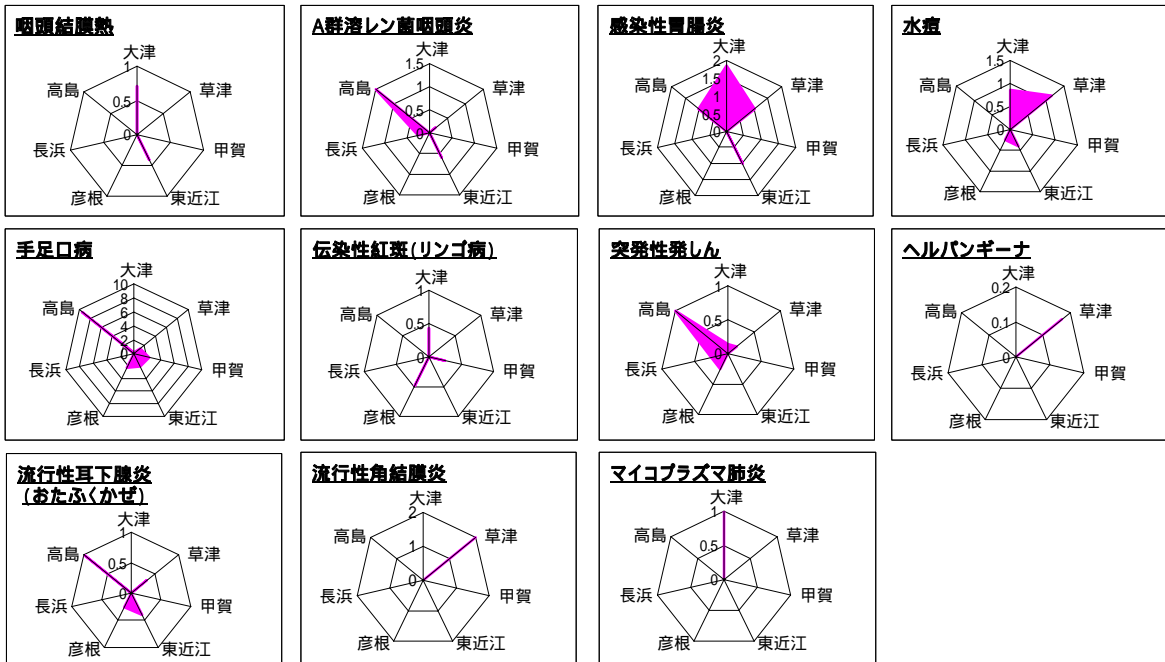 咽頭結膜熱
大津
草津
甲賀
東近江
彦根
長浜
高島
1
0.5
0
A群溶レン菌咽頭炎
大津
草津
甲賀
東近江
彦根
長浜
高島
1.5
1
0.5
0
感染性胃腸炎
大津
草津
甲賀
東近江
彦根
長浜
高島
2
1.5
1
0.5
0
水痘
大津
草津
甲賀
東近江
彦根
長浜
高島
1.5
1
0.5
0
手足口病
大津
草津
甲賀
東近江
彦根
長浜
高島
10
8
6
4
2
0
伝染性紅斑(リンゴ病)
大津
草津
甲賀
東近江
彦根
長浜
高島
1
0.5
0
突発性発しん
大津
草津
甲賀
東近江
彦根
長浜
高島
1
0.5
0
ヘルパンギーナ
大津
草津
甲賀
東近江
彦根
長浜
高島
0.2
0.1
0
流行性耳下腺炎
(おたふくかぜ)
大津
草津
甲賀
東近江
彦根
長浜
高島
1
0.5
0
流行性角結膜炎
大津
草津
甲賀
東近江
彦根
長浜
高島
2
1
0
マイコプラズマ肺炎
大津
草津
甲賀
東近江
彦根
長浜
高島
1
0.5
0